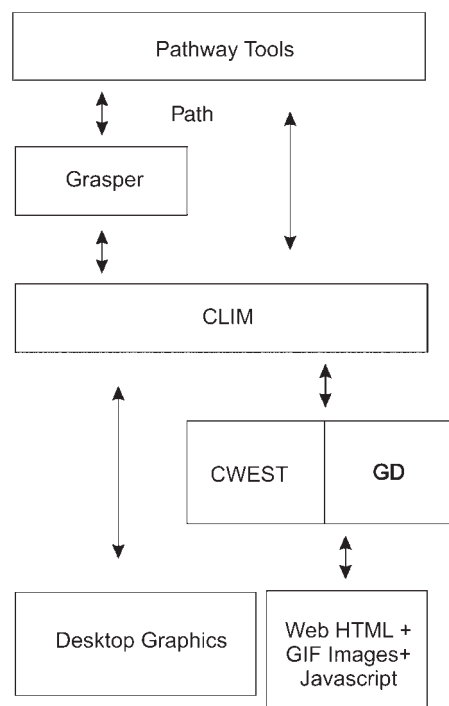 Pathway Tools
Path
Grasper
CLIM
CWEST
GD
Desktop Graphics
Web HTML +
GIF Images+
Javascript